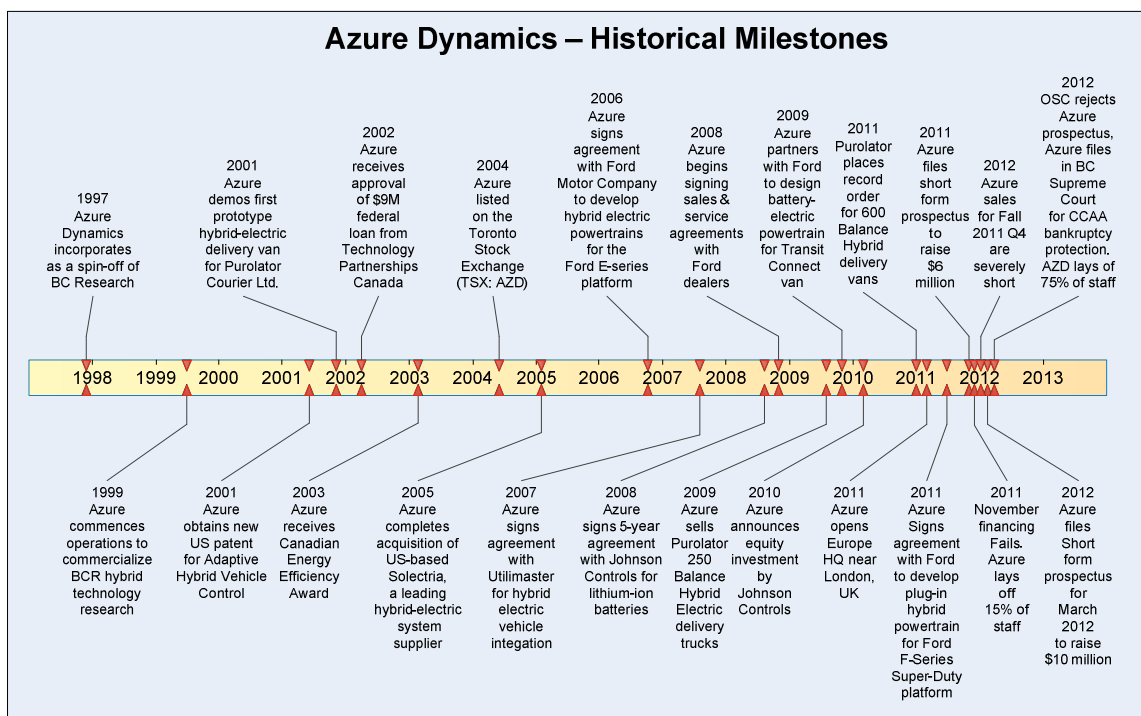 Azure Dynamics – Historical Milestones
1997
Azure
Dynamics
incorporates
as a spin-off of
BC Research
2001
Azure
demos first
prototype
hybrid-electric
delivery van
for Purolator
Courier Ltd.
2002
Azure
receives
approval
of $9M
federal
loan from
Technology
Partnerships
Canada
2004
Azure
listed
on the
Toronto
Stock
Exchange
(TSX: AZD)
2006
Azure
signs
agreement
with Ford
Motor Company
to develop
hybrid electric
powertrains
for the
Ford E-series
platform
2008
Azure
begins
signing
sales &
service
agreements
with
Ford
dealers
2009
Azure
partners
with Ford
to design
battery-
electric
powertrain
for Transit
Connect
van
2011
Purolator
places
record
order
for 600
Balance
Hybrid
delivery
vans
2011
Azure
files
short
form
prospectus
to
raise
$6
million
2012
Azure
sales
for Fall
2011 Q4
are
severely
short
2012
OSC rejects
Azure
prospectus,
Azure files
in BC
Supreme
Court
for CCAA
bankruptcy
protection.
AZD lays of
75% of staff
1998 1999 2000 2001 2002 2003 2004 2005 2006 2007 2008 2009 2010 2011 2012 2013
1999
Azure
commences
operations to
commercialize
BCR hybrid
technology
research
2001
Azure
obtains new
US patent
for Adaptive
Hybrid Vehicle
Control
2003
Azure
receives
Canadian
Energy
Efficiency
Award
2005
Azure
completes
acquisition of
US-based
Solectria,
a leading
hybrid-electric
system
supplier
2007
Azure
signs
agreement
with
Utilimaster
for hybrid
electric
vehicle
integation
2008
Azure
signs 5-year
agreement
with Johnson
Controls for
lithium-ion
batteries
2009
Azure
sells
Purolator
250
Balance
Hybrid
Electric
delivery
trucks
2010
Azure
announces
equity
investment
by
Johnson
Controls
2011
Azure
opens
Europe
HQ near
London,
UK
2011
Azure
Signs
agreement
with Ford
to develop
plug-in
hybrid
powertrain
for Ford
F-Series
Super-Duty
platform
2011
November
financing
Fails.
Azure
lays
off
15% of
staff
2012
Azure
files
Short
form
prospectus
for
March
2012
to raise
$10 million